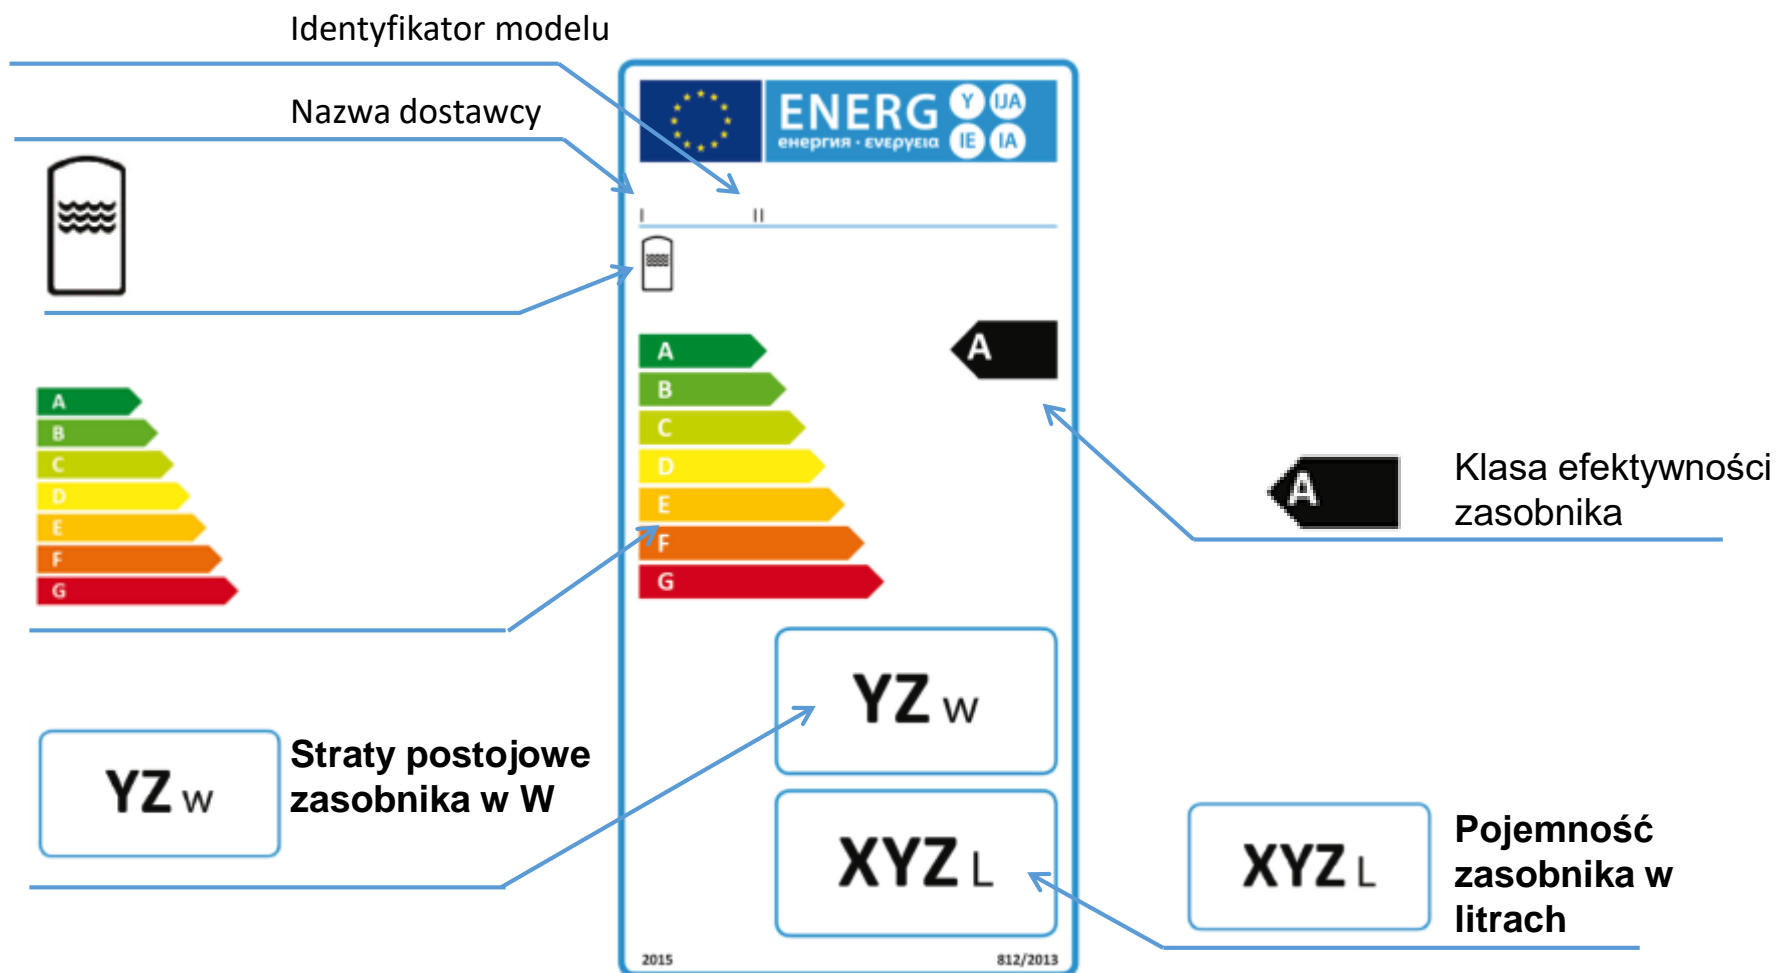 Identyfikator modelu
Nazwa dostawcy
ENERG Y IJA
енергия · ενεργεια IE IA
I II
A
B
C
D
E
F
G
A
A
B
C
D
E
F
G
A
Klasa efektywności
zasobnika
YZ W
Straty postojowe
zasobnika w W
YZ W
XYZ L
XYZ L
Pojemność
zasobnika w
litrach
2015 812/2013